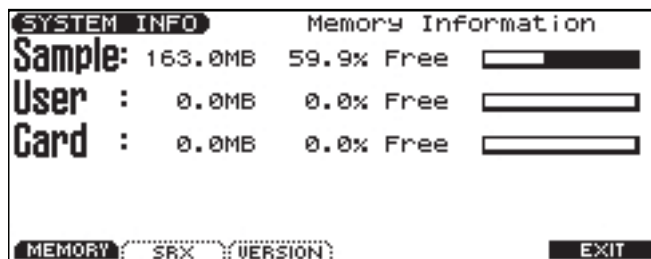 SYSTEM INFO Memory Information
Sample: 163.0MB 59.9% Free
User : 0.0MB 0.0% Free
Card : 0.0MB 0.0% Free
MEMORY SRX VERSION EXIT